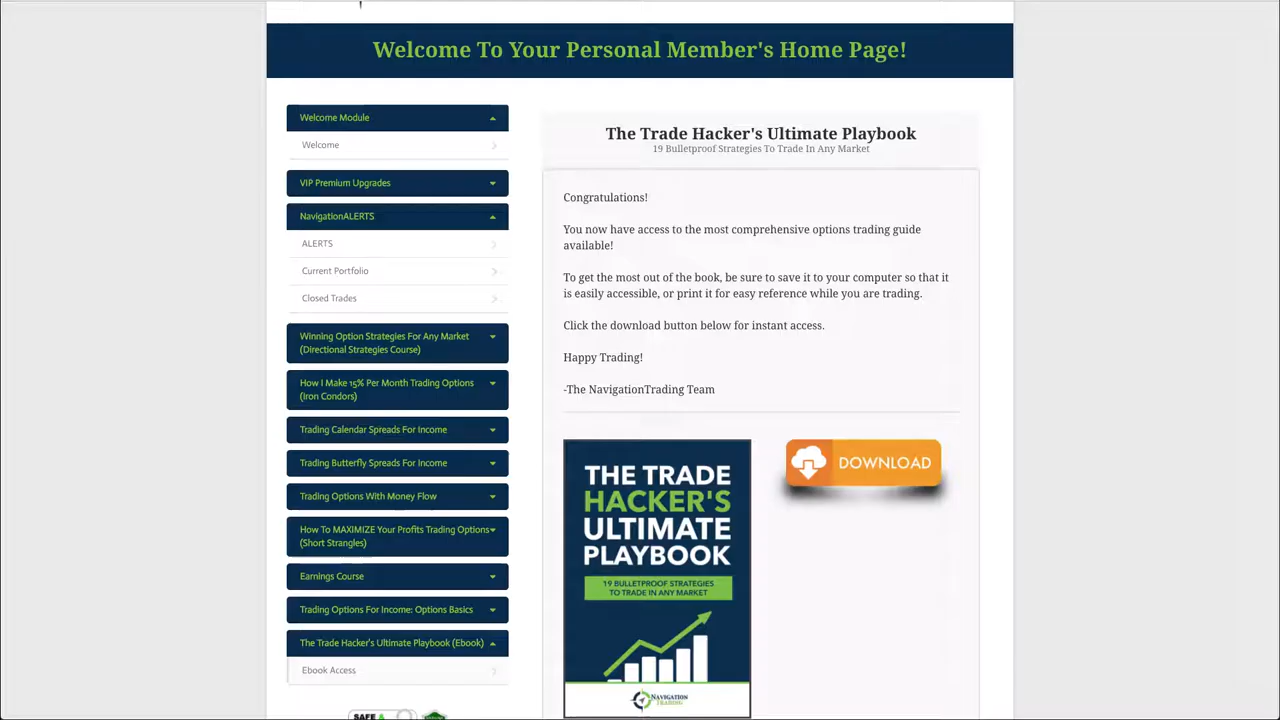 Welcome To Your Personal Member's Home Page!
Welcome Module
Welcome
VIP Premium Upgrades
NavigationALERTS
ALERTS
Current Portfolio
Closed Trades
Winning Option Strategies For Any Market
(Directional Strategies Course)
How I Make 15% Per Month Trading Options
(Iron Condors)
Trading Calendar Spreads For Income
Trading Butterfly Spreads For Income
Trading Options With Money Flow
How To MAXIMIZE Your Profits Trading Options
(Short Strangles)
Earnings Course
Trading Options For Income: Options Basics
The Trade Hacker's Ultimate Playbook (Ebook)
Ebook Access
SAFE
The Trade Hacker's Ultimate Playbook
19 Bulletproof Strategies To Trade In Any Market
Congratulations!
You now have access to the most comprehensive options trading guide
available!
To get the most out of the book, be sure to save it to your computer so that it
is easily accessible, or print it for easy reference while you are trading.
Click the download button below for instant access.
Happy Trading!
-The NavigationTrading Team
THE TRADE
HACKER'S
ULTIMATE
PLAYBOOK
19 BULLETPROOF STRATEGIES
TO TRADE IN ANY MARKET
NAVIGATION
TRADING
DOWNLOAD